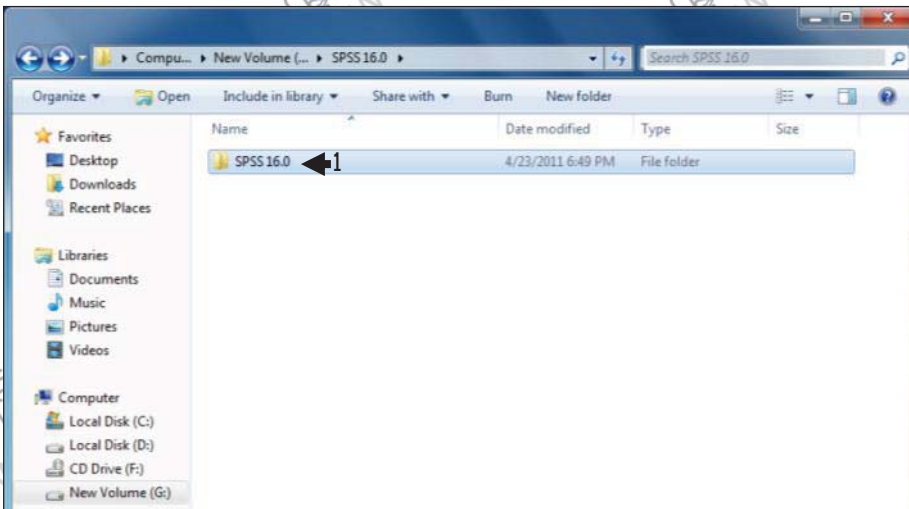 Compu... New Volume (... SPSS 16.0
Search SPSS 16.0
Organize Open Include in library Share with Burn New folder
Name Date modified Type Size
SPSS 16.0 1 4/23/2011 6:49 PM File folder
Favorites
Desktop
Downloads
Recent Places
Libraries
Documents
Music
Pictures
Videos
Computer
Local Disk (C:)
Local Disk (D:)
CD Drive (F:)
New Volume (G:)